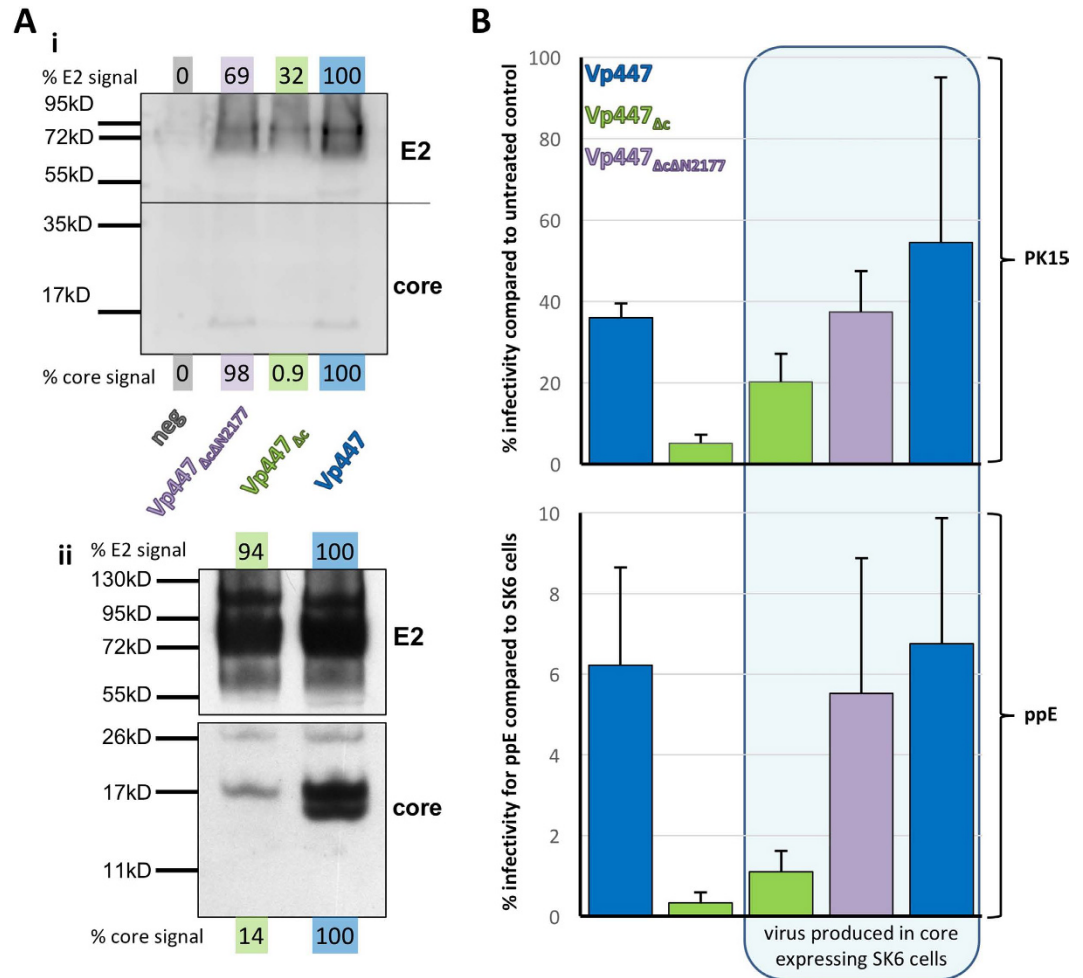 A
i
% E2 signal 0 69 32 100
95kD
72kD
E2
55kD
35kD
core
17kD
% core signal 0 98 0.9 100
neg
Vp447ΔcΔN2177
Vp447Δc
Vp447
ii
% E2 signal 94 100
130kD
95kD
E2
72kD
55kD
26kD
17kD
core
11kD
% core signal 14 100
B
% infectivity compared to untreated control
100
80
60
40
20
0
Vp447
Vp447Δc
Vp447ΔcΔN2177
PK15
% infectivity for ppE compared to SK6 cells
10
8
6
4
2
0
ppE
virus produced in core
expressing SK6 cells